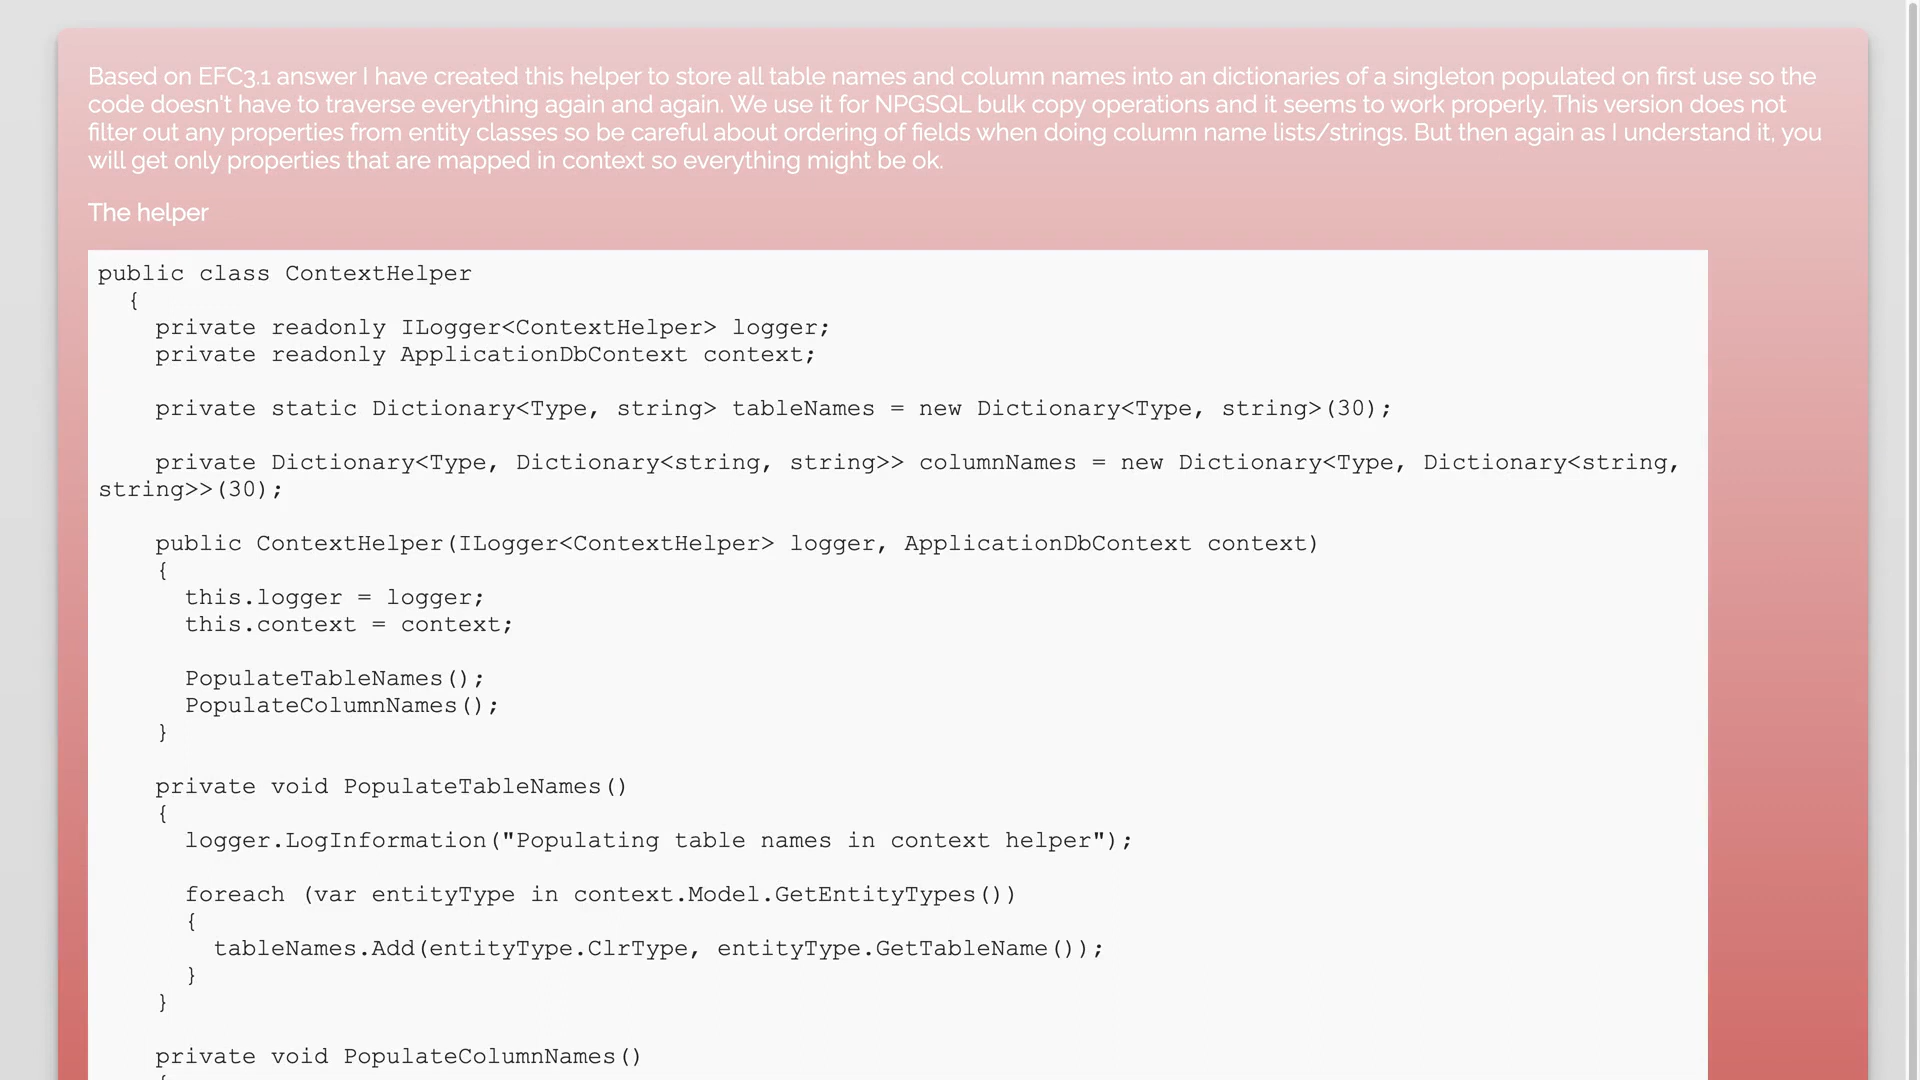 Based on EFC3.1 answer I have created this helper to store all table names and column names into an dictionaries of a singleton populated on first use so the
code doesn't have to traverse everything again and again. We use it for NPGSQL bulk copy operations and it seems to work properly. This version does not
filter out any properties from entity classes so be careful about ordering of fields when doing column name lists/strings. But then again as I understand it, you
will get only properties that are mapped in context so everything might be ok.
The helper
public class ContextHelper
{
private readonly ILogger<ContextHelper> logger;
private readonly ApplicationDbContext context;
private static Dictionary<Type, string> tableNames = new Dictionary<Type, string>(30);
private Dictionary<Type, Dictionary<string, string>> columnNames = new Dictionary<Type, Dictionary<string,
string>>(30);
public ContextHelper(ILogger<ContextHelper> logger, ApplicationDbContext context)
{
this.logger = logger;
this.context = context;
PopulateTableNames();
PopulateColumnNames();
}
private void PopulateTableNames()
{
logger.LogInformation("Populating table names in context helper");
foreach (var entityType in context.Model.GetEntityTypes())
{
tableNames.Add(entityType.ClrType, entityType.GetTableName());
}
}
private void PopulateColumnNames()